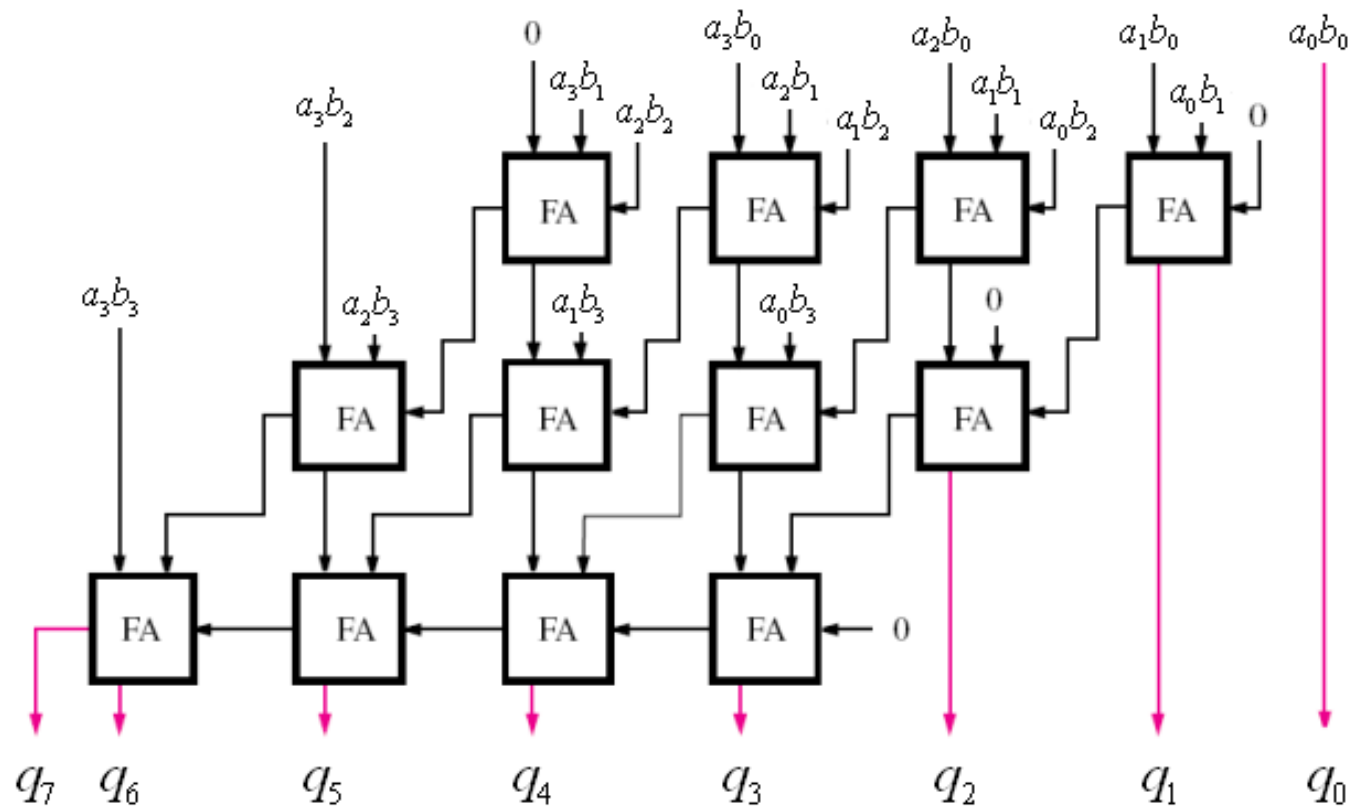 0 a₃b₀ a₂b₀ a₁b₀ a₀b₀
a₃b₂ a₃b₁ a₂b₂ a₂b₁ a₁b₂ a₁b₁ a₀b₂ a₀b₁ 0
FA FA FA FA
a₃b₃ a₂b₃ a₁b₃ a₀b₃ 0
FA FA FA FA
FA FA FA FA 0
q₇ q₆ q₅ q₄ q₃ q₂ q₁ q₀